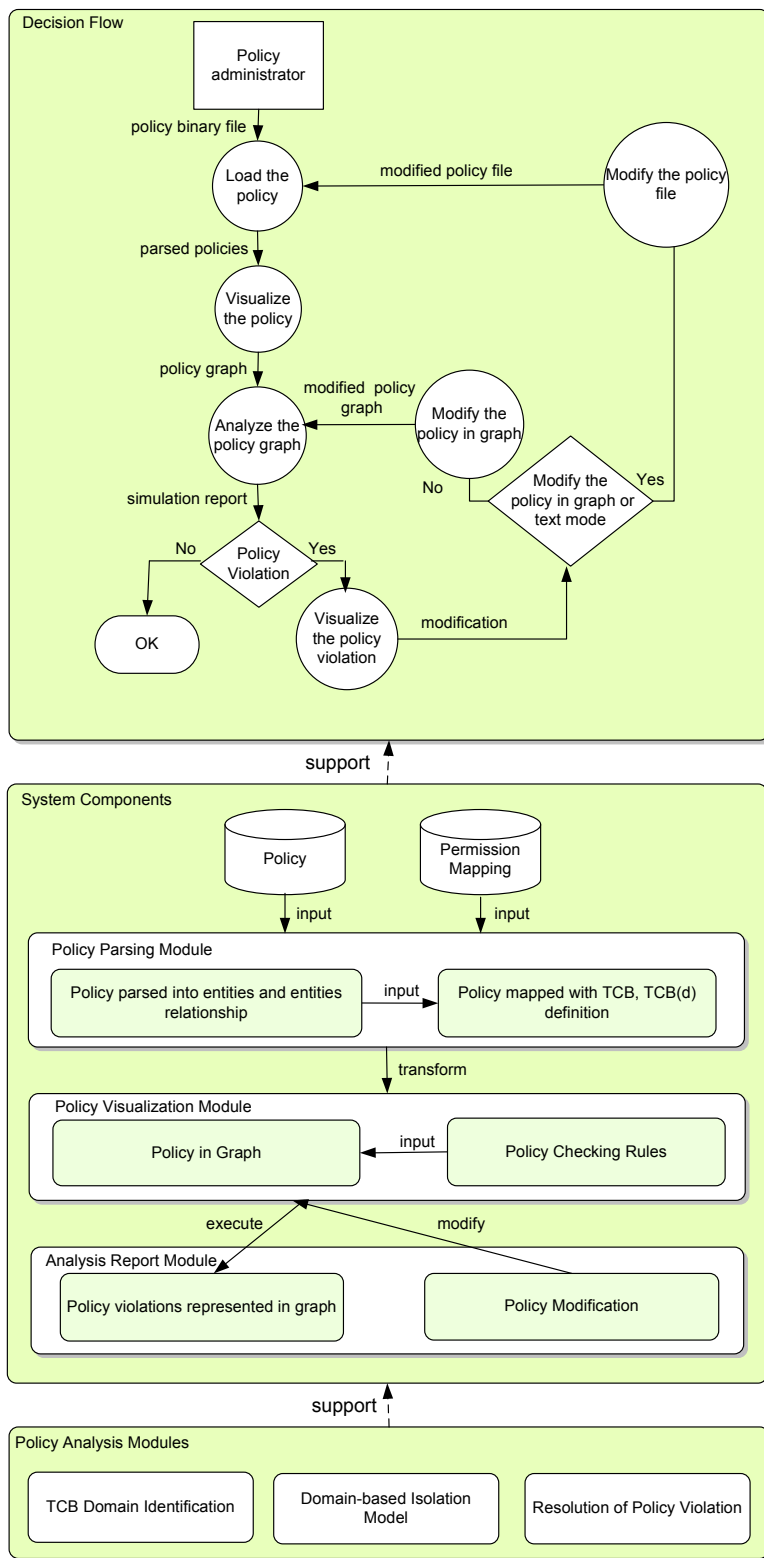 Decision Flow
Policy
administrator
policy binary file
Load the
policy
modified policy file
Modify the policy
file
parsed policies
Visualize
the policy
policy graph
modified  policy
graph
Modify the
policy in graph
Analyze the
policy graph
simulation report
No
Modify the
policy in graph or
text mode
Yes
No
Policy
Violation
Yes
OK
Visualize
the policy
violation
modification
support
System Components
Policy
Permission
Mapping
input
input
Policy Parsing Module
Policy parsed into entities and entities
relationship
input
Policy mapped with TCB, TCB(d)
definition
transform
Policy Visualization Module
Policy in Graph
input
Policy Checking Rules
execute
modify
Analysis Report Module
Policy violations represented in graph
Policy Modification
support
Policy Analysis Modules
TCB Domain Identification
Domain-based Isolation
Model
Resolution of Policy Violation